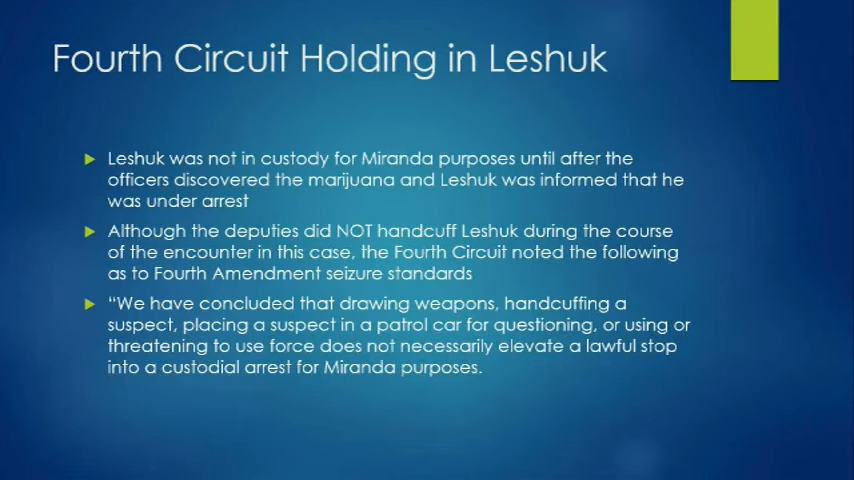 Fourth Circuit Holding in Leshuk
Leshuk was not in custody for Miranda purposes until after the
officers discovered the marijuana and Leshuk was informed that he
was under arrest
Although the deputies did NOT handcuff Leshuk during the course
of the encounter in this case, the Fourth Circuit noted the following
as to Fourth Amendment seizure standards
“We have concluded that drawing weapons, handcuffing a
suspect, placing a suspect in a patrol car for questioning, or using or
threatening to use force does not necessarily elevate a lawful stop
into a custodial arrest for Miranda purposes.